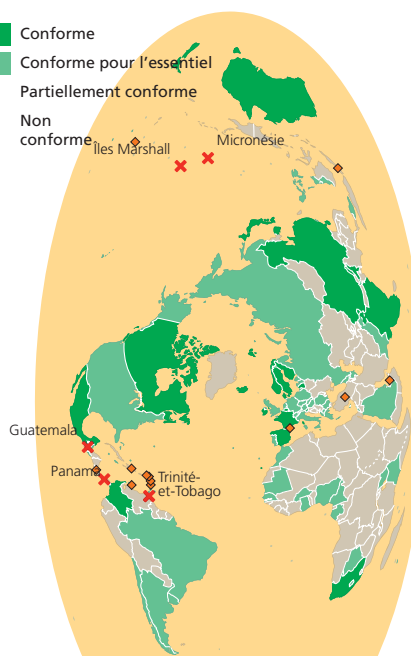 Conforme
Conforme pour l'essentiel
Partiellement conforme
Non
conforme
Îles Marshall
Micronésie
Guatemala
Panama
Trinité-
et-Tobago